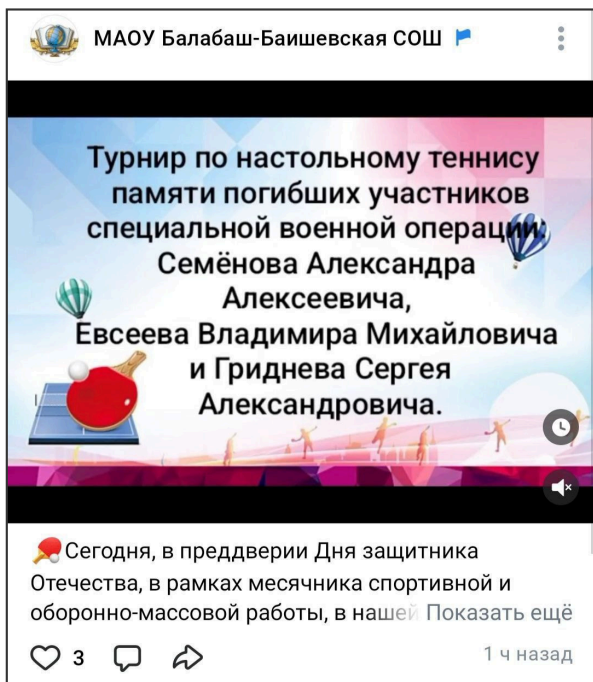 МАОУ Балабаш-Баишевская СОШ
Турнир по настольному теннису
памяти погибших участников
специальной военной операции:
Семёнова Александра
Алексеевича,
Евсеева Владимира Михайловича
и Гриднева Сергея
Александровича.
Сегодня, в преддверии Дня защитника
Отечества, в рамках месячника спортивной и
оборонно-массовой работы, в нашей Показать ещё
3
1 ч назад